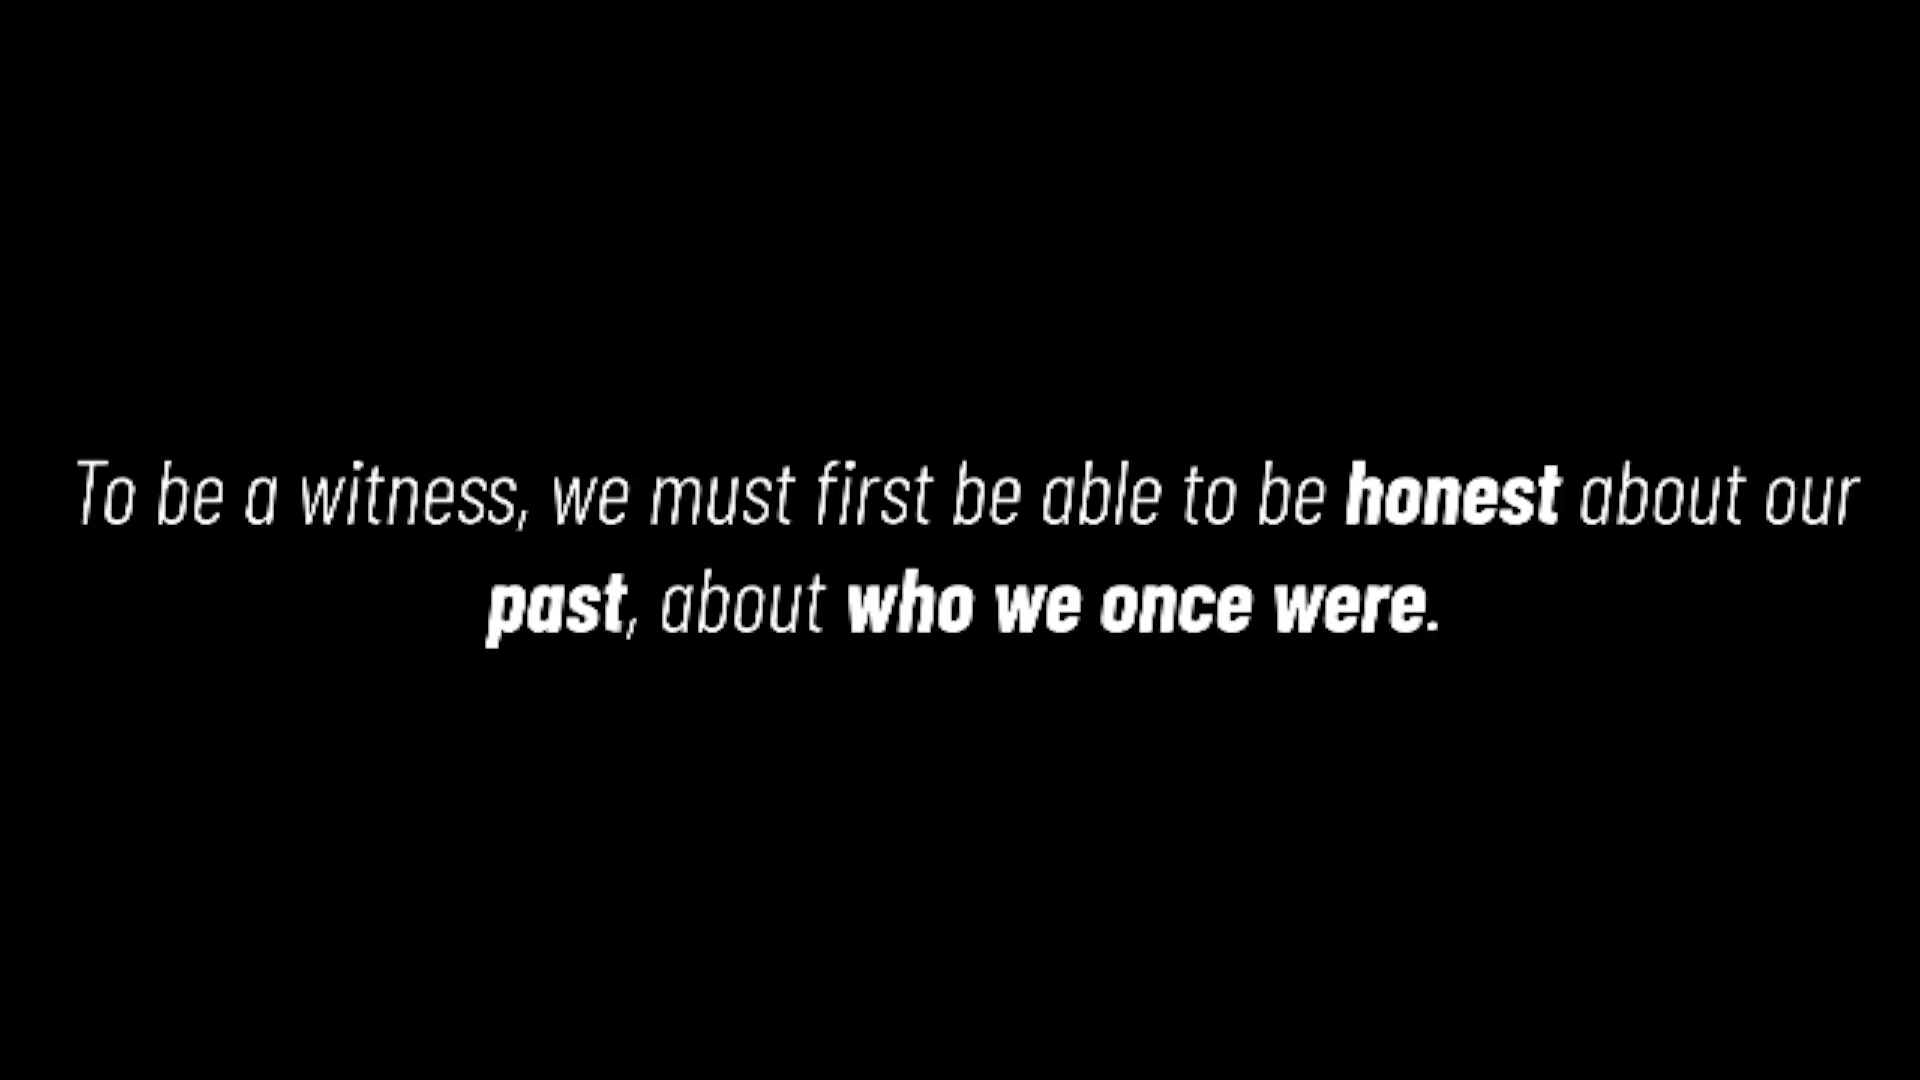 To be a witness, we must first be able to be honest about our
past, about who we once were.